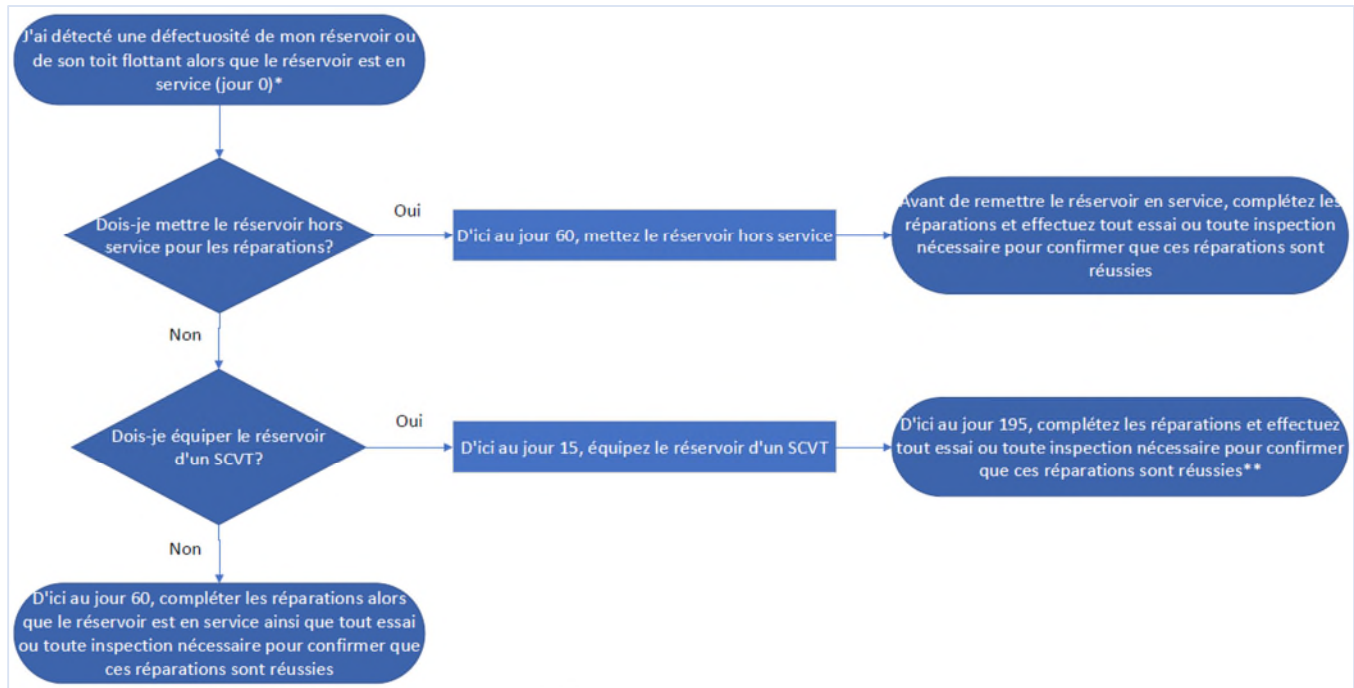 J'ai détecté une défectuosité de mon réservoir ou
de son toit flottant alors que le réservoir est en
service (jour 0)*
Dois-je mettre le réservoir hors
service pour les réparations?
Oui
D'ici au jour 60, mettez le réservoir hors service
Avant de remettre le réservoir en service, complétez les
réparations et effectuez tout essai ou toute inspection
nécessaire pour confirmer que ces réparations sont
réussies
Non
Dois-je équiper le réservoir
d'un SCVT?
Oui
D'ici au jour 15, équipez le réservoir d'un SCVT
D'ici au jour 195, complétez les réparations et effectuez
tout essai ou toute inspection nécessaire pour confirmer
que ces réparations sont réussies**
Non
D'ici au jour 60, compléter les réparations alors
que le réservoir est en service ainsi que tout essai
ou toute inspection nécessaire pour confirmer que
ces réparations sont réussies